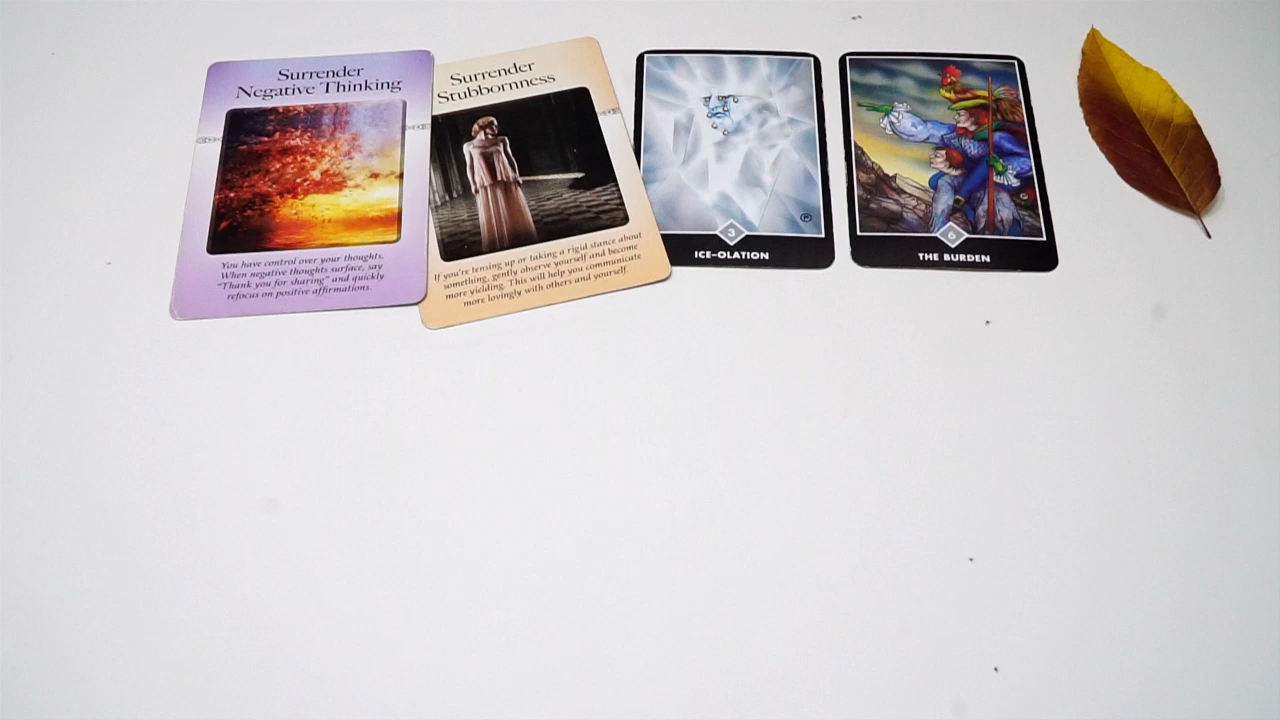 Surrender
Negative Thinking
You have control over your thoughts.
When negative thoughts surface, say
"Thank you for sharing" and quickly
refocus on positive affirmations.
Surrender
Stubbornness
If you're tensing up or taking a rigid stance about
something, gently observe yourself and become
more yielding. This will help you communicate
more lovingly with others and yourself.
3
ICE-OLATION
6
THE BURDEN